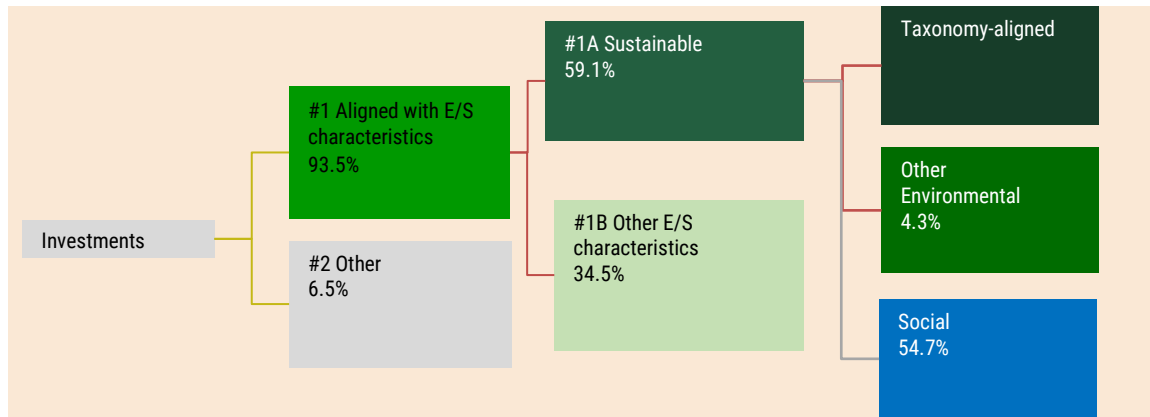 Investments
#1 Aligned with E/S
characteristics
93.5%
#2 Other
6.5%
#1A Sustainable
59.1%
#1B Other E/S
characteristics
34.5%
Taxonomy-aligned
Other
Environmental
4.3%
Social
54.7%